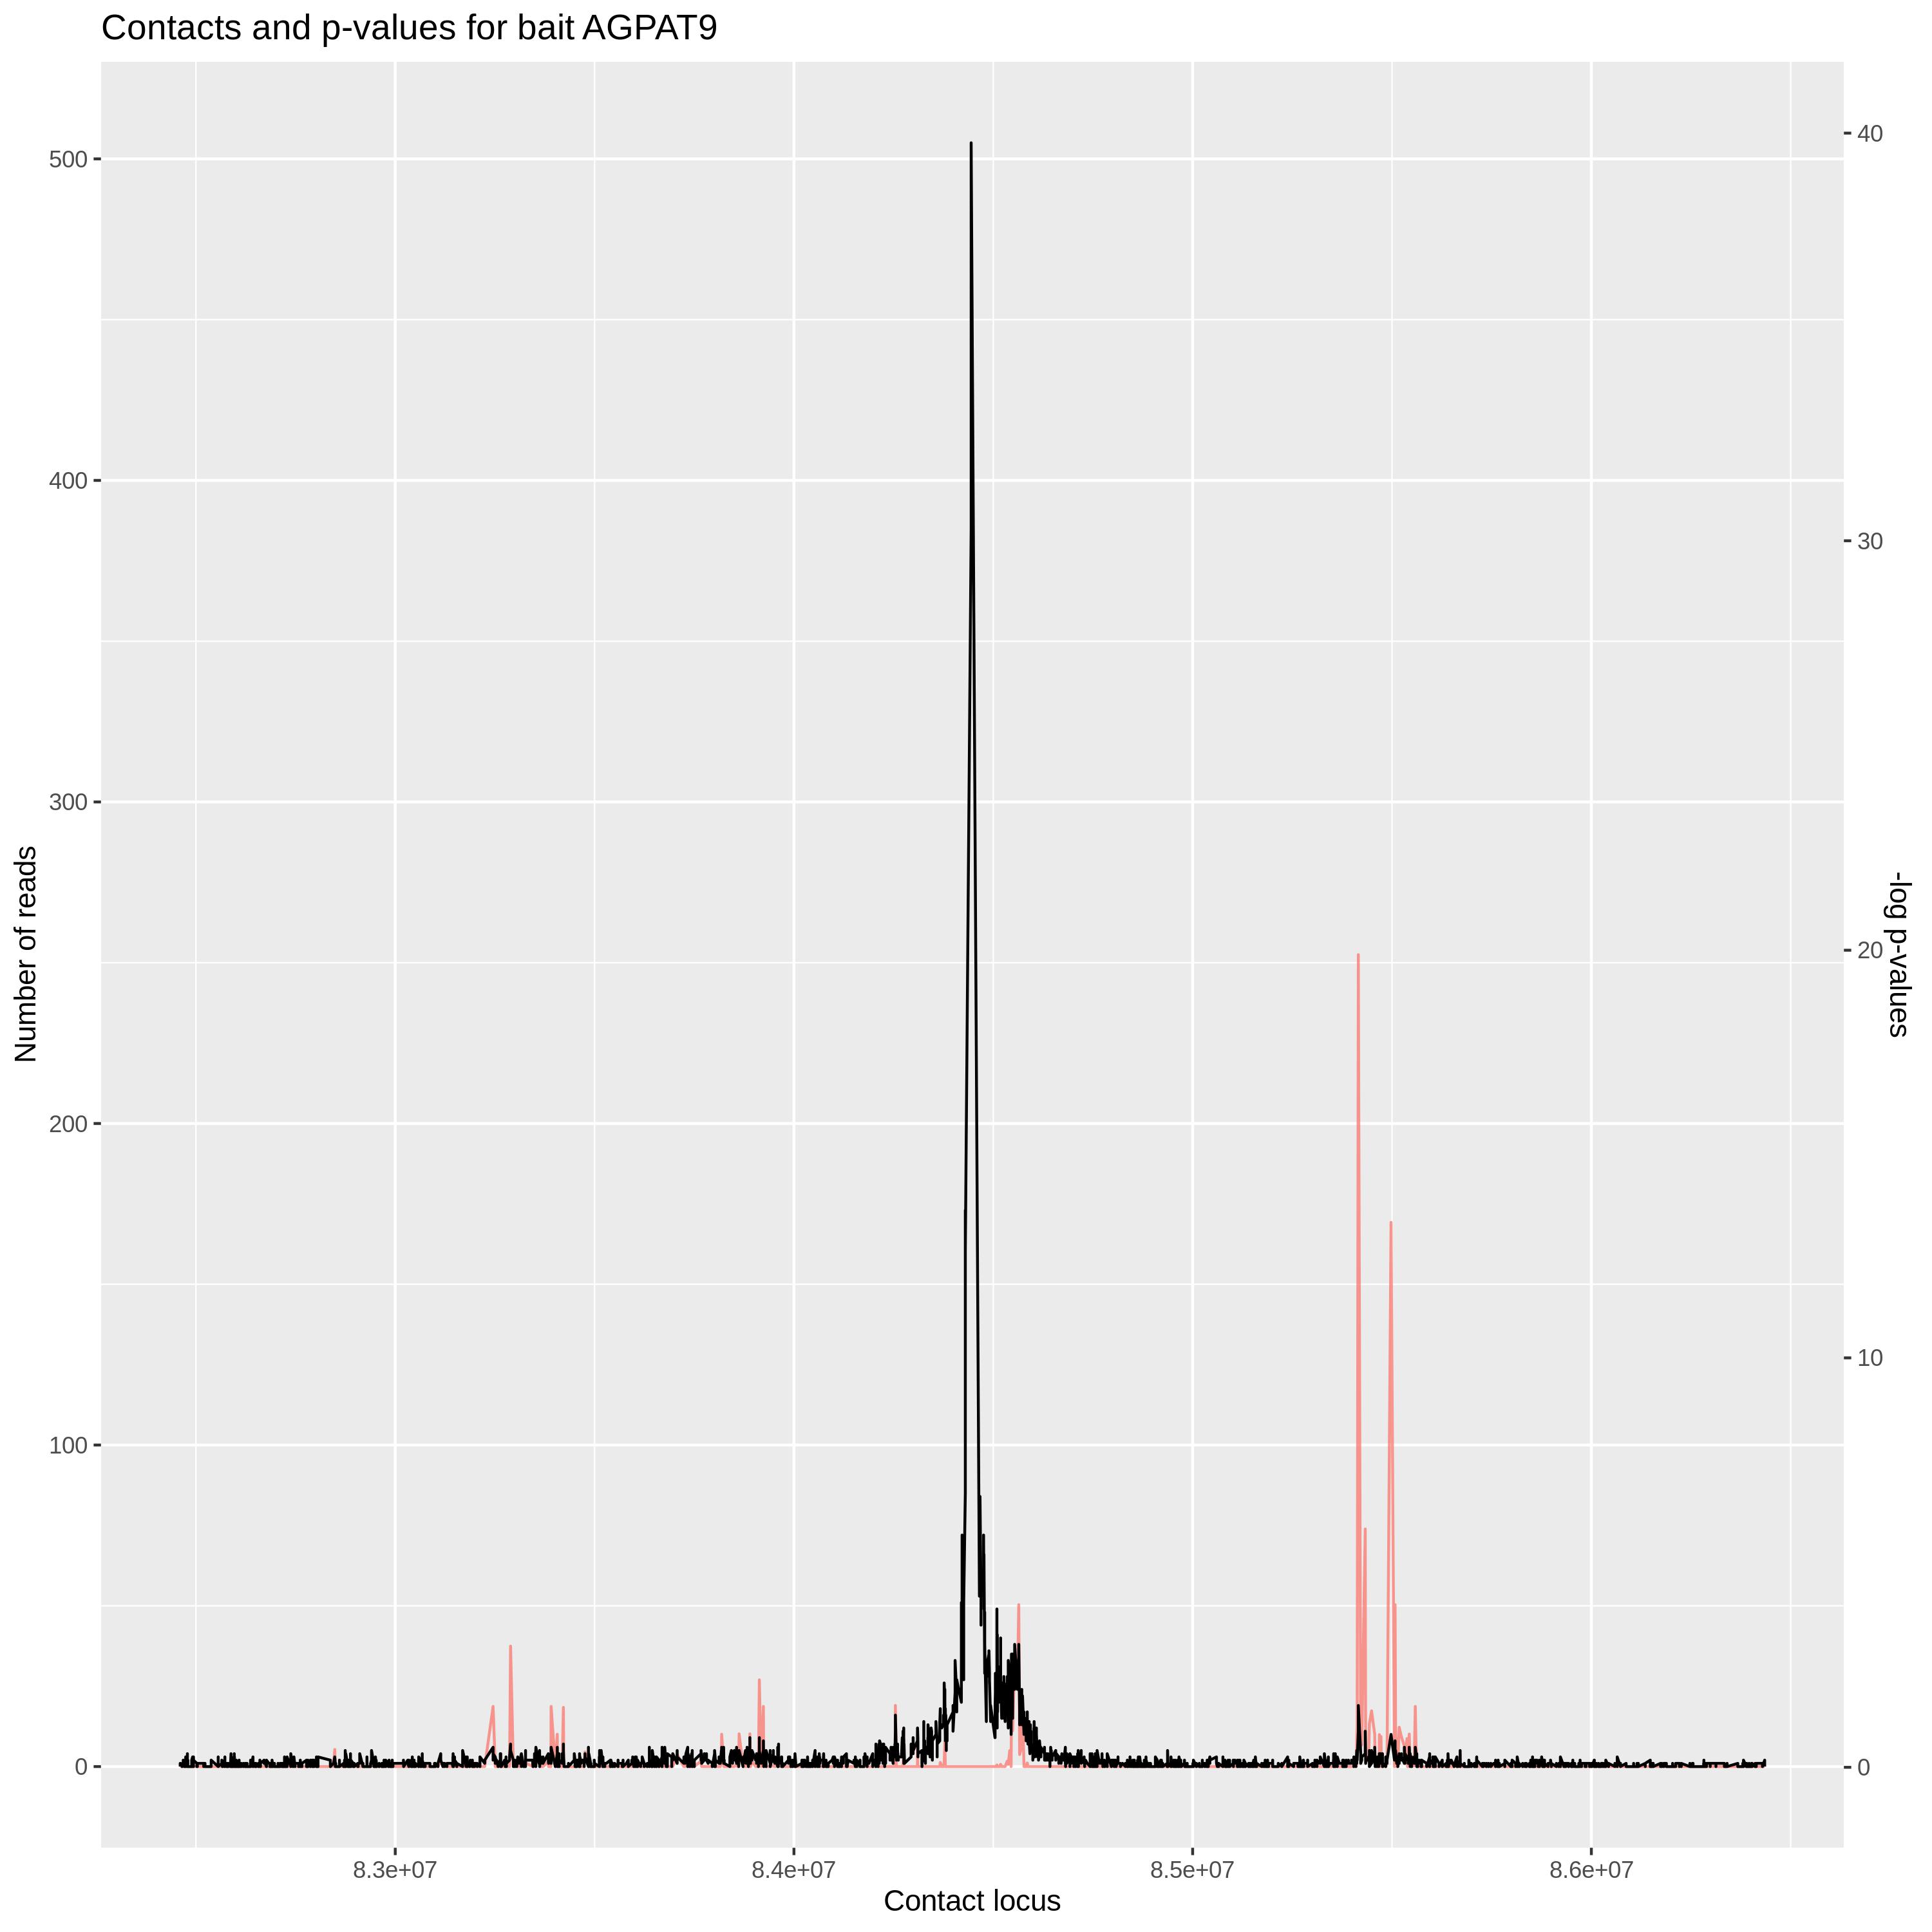 Contacts and p-values for bait AGPAT9
Number of reads
500
400
300
200
100
0
40
30
20
10
0
-log p-values
8.3e+07
8.4e+07
8.5e+07
8.6e+07
Contact locus